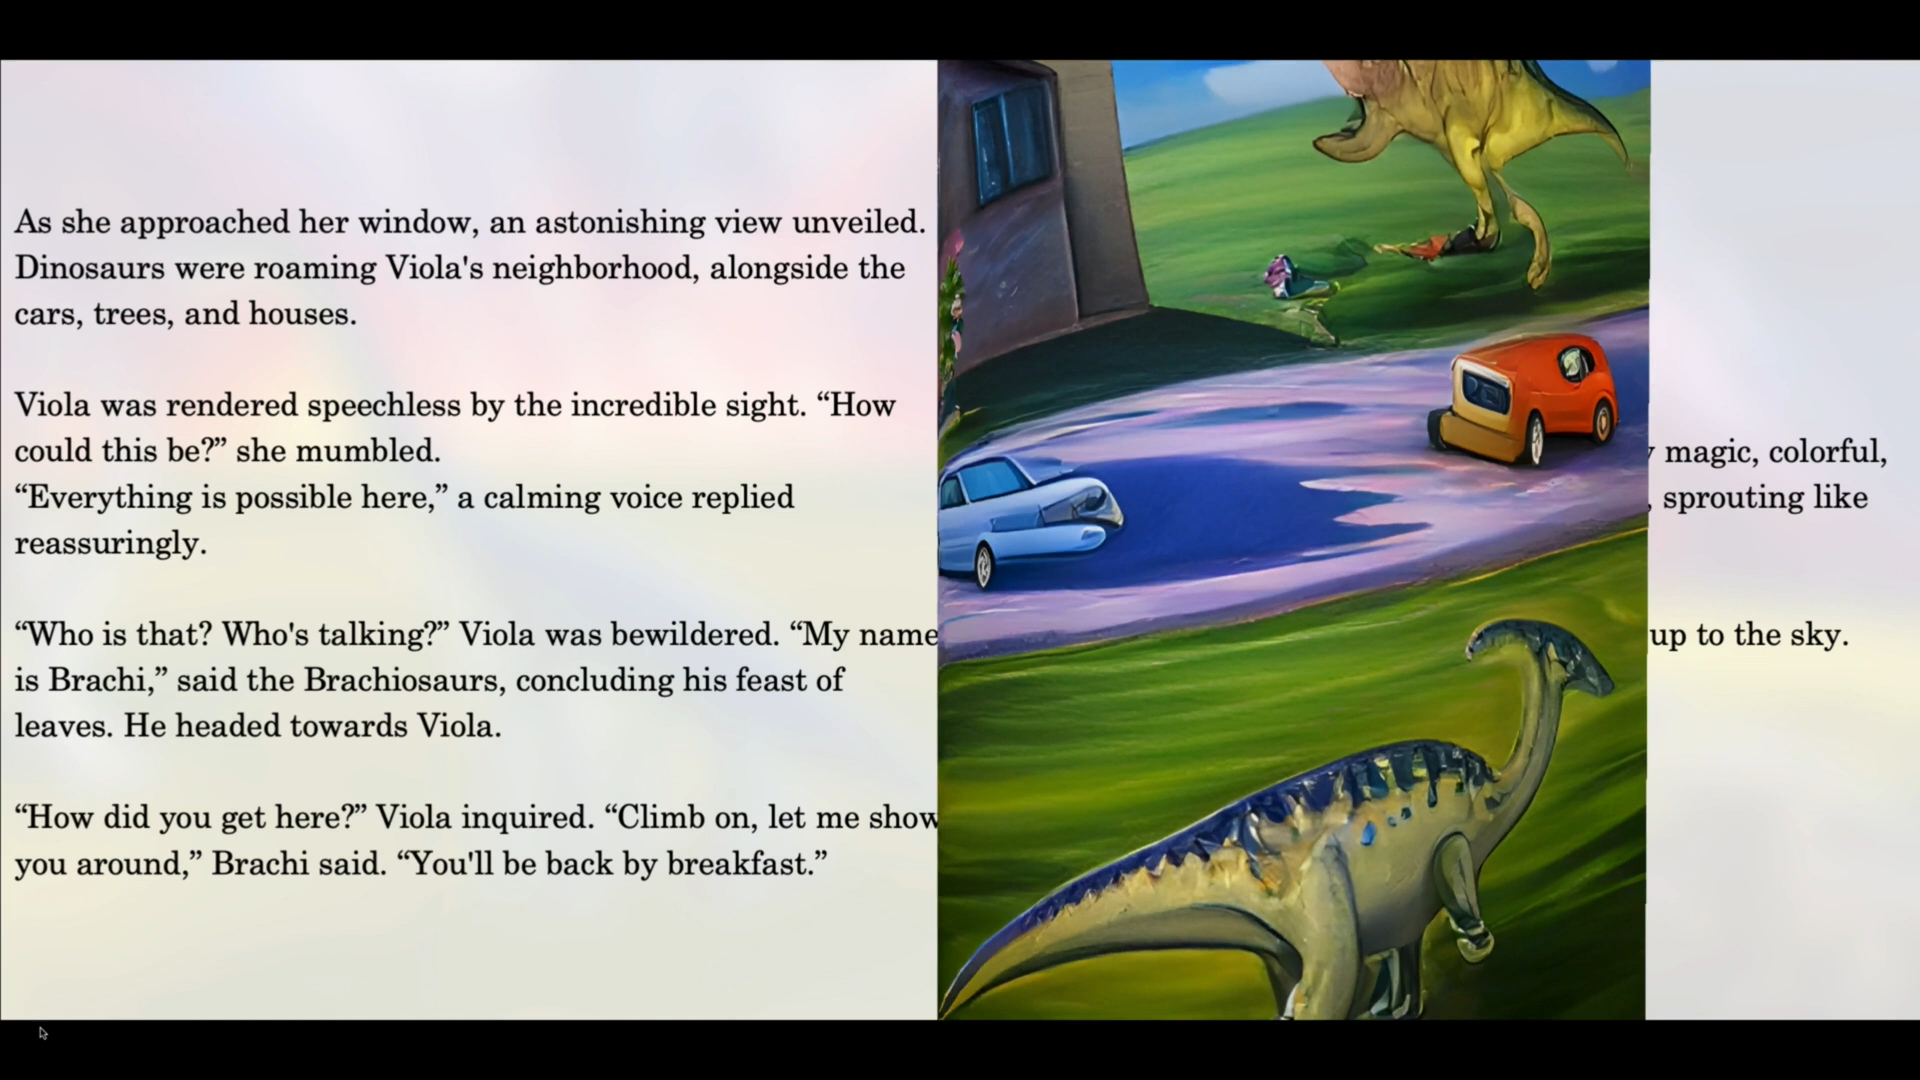 As she approached her window, an astonishing view unveiled.
Dinosaurs were roaming Viola's neighborhood, alongside the
cars, trees, and houses.
Viola was rendered speechless by the incredible sight. “How
could this be?” she mumbled.
“Everything is possible here,” a calming voice replied
reassuringly.
“Who is that? Who's talking?” Viola was bewildered. “My name
is Brachi,” said the Brachiosaurs, concluding his feast of
leaves. He headed towards Viola.
“How did you get here?” Viola inquired. “Climb on, let me show
you around,” Brachi said. “You'll be back by breakfast.”
magic, colorful,
, sprouting like
up to the sky.